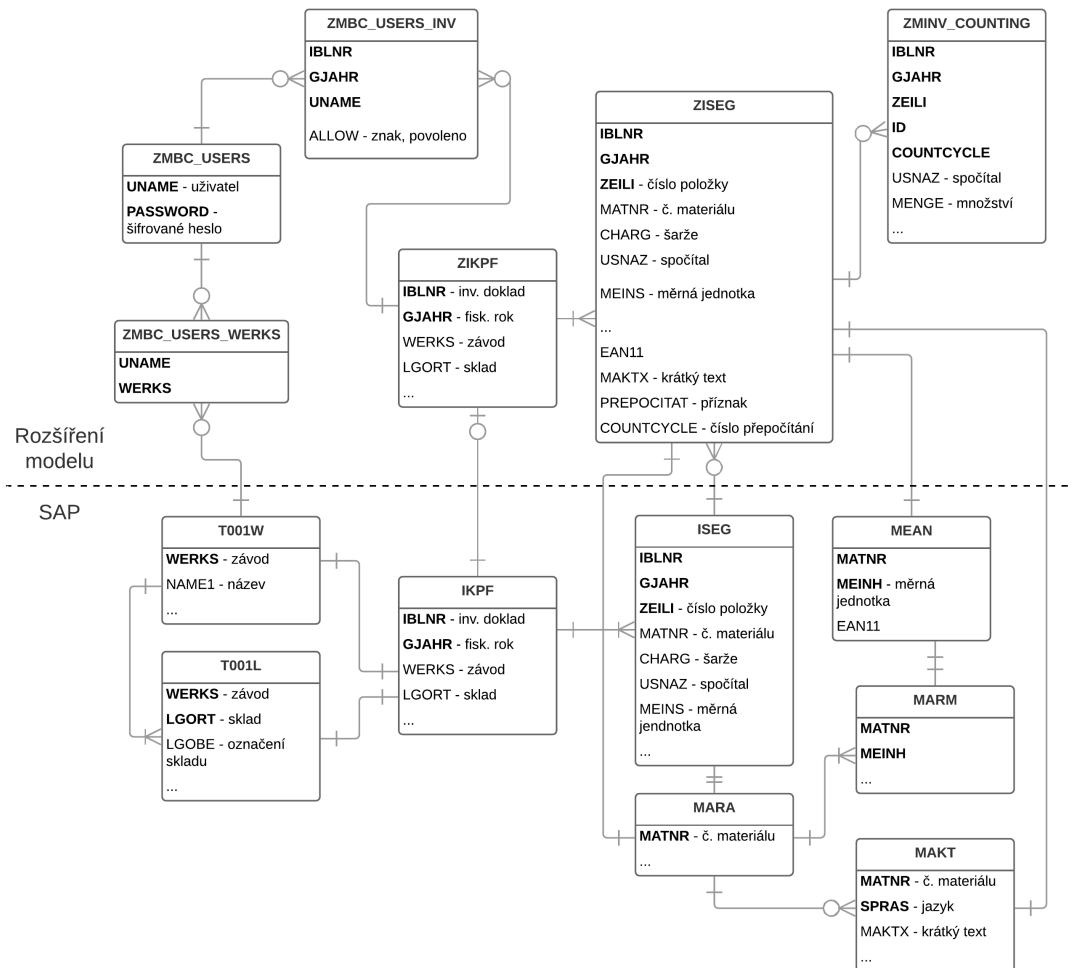 ZMBC_USERS_INV
IBLNR
GJAHR
UNAME
ALLOW - znak, povoleno
ZMINV_COUNTING
IBLNR
GJAHR
ZEILI
ID
COUNTCYCLE
USNAZ - spočítal
MENGE - množství
...
ZISEG
IBLNR
GJAHR
ZEILI - číslo položky
MATNR - č. materiálu
CHARG - šarže
USNAZ - spočítal
MEINS - měrná jednotka
...
EAN11
MAKTX - krátký text
PREPOCITAT - příznak
COUNTCYCLE - číslo přepočítání
ZMBC_USERS
UNAME - uživatel
PASSWORD -
šifrované heslo
ZIKPF
IBLNR - inv. doklad
GJAHR - fisk. rok
WERKS - závod
LGORT - sklad
...
ZMBC_USERS_WERKS
UNAME
WERKS
Rozšíření
modelu
SAP
T001W
WERKS - závod
NAME1 - název
...
T001L
WERKS - závod
LGORT - sklad
LGOBE - označení
skladu
...
IKPF
IBLNR - inv. doklad
GJAHR - fisk. rok
WERKS - závod
LGORT - sklad
...
ISEG
IBLNR
GJAHR
ZEILI - číslo položky
MATNR - č. materiálu
CHARG - šarže
USNAZ - spočítal
MEINS - měrná
jendnotka
...
MEAN
MATNR
MEINH - měrná
jednotka
EAN11
MARM
MATNR
MEINH
...
MARA
MATNR - č. materiálu
...
MAKT
MATNR - č. materiálu
SPRAS - jazyk
MAKTX - krátký text
...